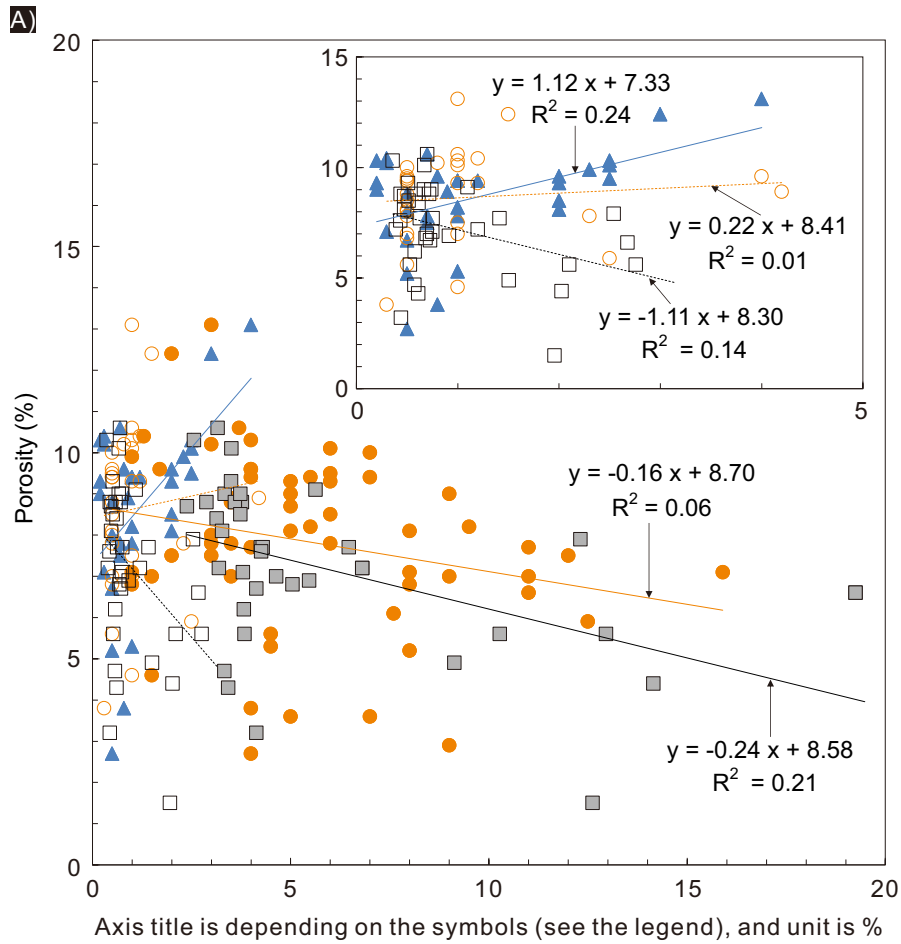 A)
20
15
10
5
0
Porosity (%)
15
10
5
0
y = 1.12 x + 7.33
R² = 0.24
y = 0.22 x + 8.41
R² = 0.01
y = -1.11 x + 8.30
R² = 0.14
0
5
y = -0.16 x + 8.70
R² = 0.06
y = -0.24 x + 8.58
R² = 0.21
0
5
10
15
20
Axis title is depending on the symbols (see the legend), and unit is %